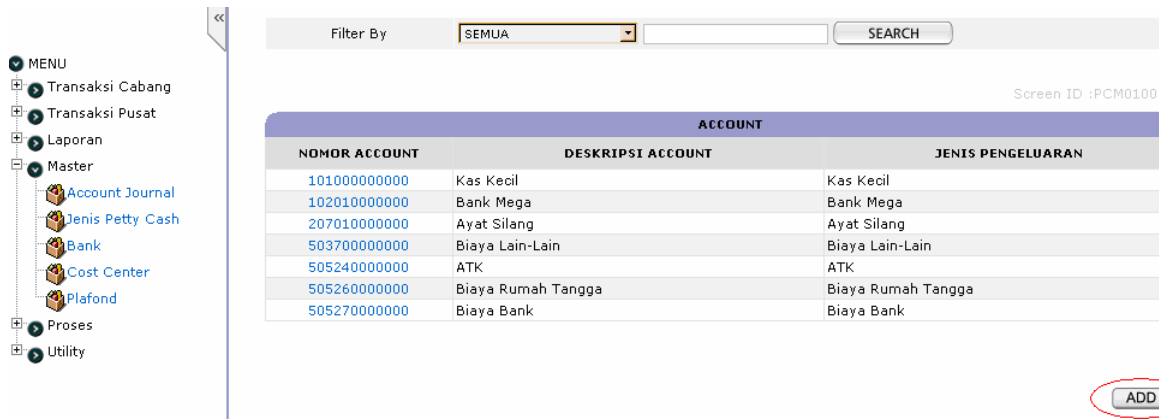 «
MENU
Transaksi Cabang
Transaksi Pusat
Laporan
Master
Account Journal
Jenis Petty Cash
Bank
Cost Center
Plafond
Proses
Utility
Filter By SEMUA SEARCH
Screen ID :PCM0100
ACCOUNT
NOMOR ACCOUNT DESKRIPSI ACCOUNT JENIS PENGELUARAN
101000000000 Kas Kecil Kas Kecil
102010000000 Bank Mega Bank Mega
207010000000 Ayat Silang Ayat Silang
503700000000 Biaya Lain-Lain Biaya Lain-Lain
505240000000 ATK ATK
505260000000 Biaya Rumah Tangga Biaya Rumah Tangga
505270000000 Biaya Bank Biaya Bank
ADD